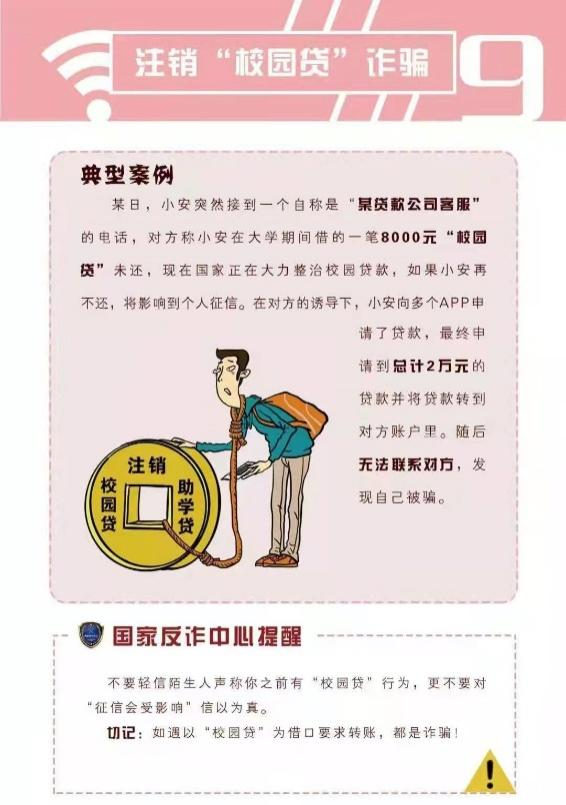 注销“校园贷”诈骗
9
典型案例
某日，小安突然接到一个自称是“某贷款公司客服”
的电话，对方称小安在大学期间借的一笔8000元“校园
贷”未还，现在国家正在大力整治校园贷款，如果小安再
不还，将影响到个人征信。在对方的诱导下，小安向多个APP申
请了贷款，最终申
请到总计2万元的
贷款并将贷款转到
对方账户里。随后
无法联系对方，发
现自己被骗。
注销
校园贷
助学贷
国家反诈中心提醒
不要轻信陌生人声称你之前有“校园贷”行为，更不要对
“征信会受影响”信以为真。
切记：如遇以“校园贷”为借口要求转账，都是诈骗！